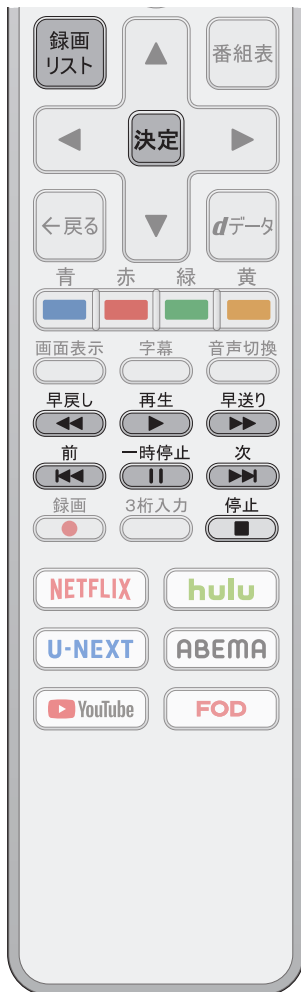 録画
リスト
番組表
決定
←戻る
dデータ
青 赤 緑 黄
画面表示 字幕 音声切換
早戻し 再生 早送り
前 一時停止 次
録画 3桁入力 停止
NETFLIX hulu
U-NEXT ABEMA
YouTube FOD